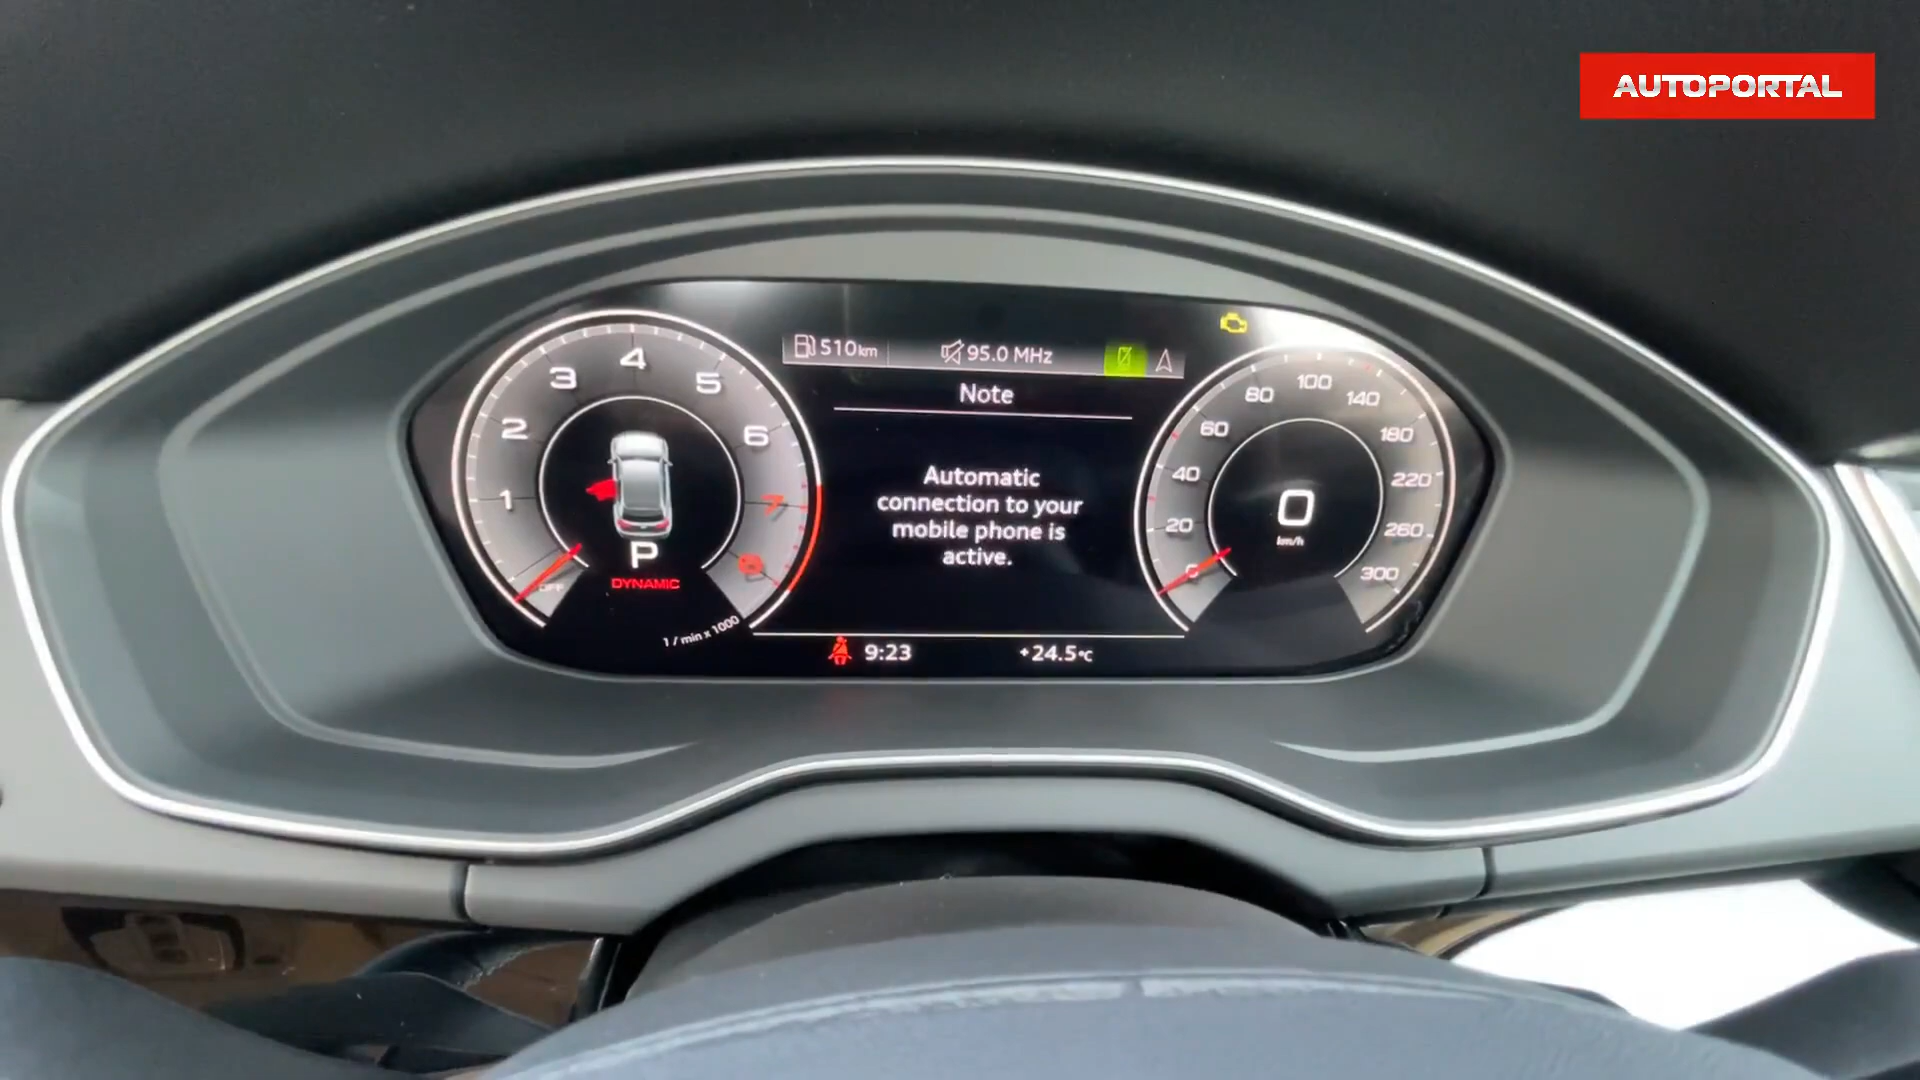 AUTOPORTAL
510km
95.0 MHz
Note
Automatic
connection to your
mobile phone is
active.
9:23
+24.5°C
OFF
1
2
3
4
5
6
7
8
P
DYNAMIC
1 / min x 1000
0
20
40
60
80
100
140
180
220
260
300
0
km/h